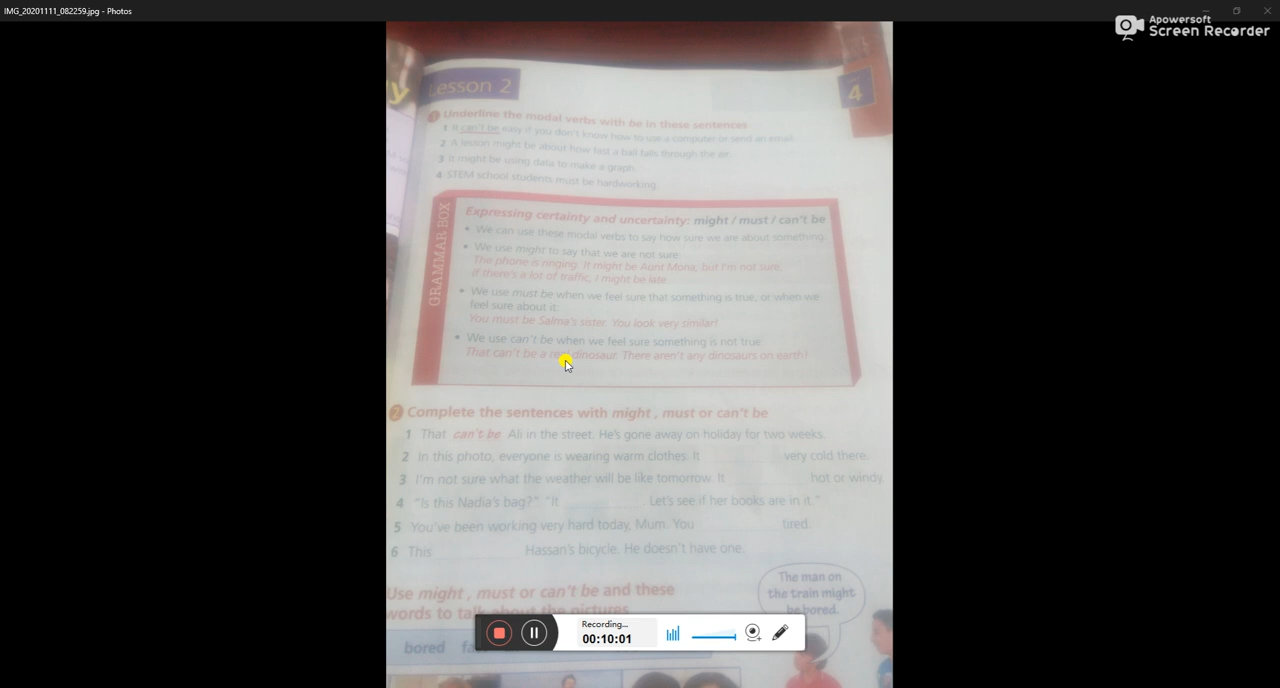 IMG_20201111_082259.jpg - Photos
Apowersoft
Screen Recorder
Lesson 2
4
1 Underline the modal verbs with be in these sentences
1 It can't be easy if you don't know how to use a computer or send an email.
2 A lesson might be about how fast a ball falls through the air.
3 It might be using data to make a graph.
4 STEM school students must be hardworking.
GRAMMAR BOX
Expressing certainty and uncertainty: might / must / can't be
• We can use these modal verbs to say how sure we are about something.
• We use might to say that we are not sure:
The phone is ringing. It might be Aunt Mona, but I'm not sure.
If there's a lot of traffic, I might be late.
• We use must be when we feel sure that something is true, or when we
feel sure about it:
You must be Salma's sister. You look very similar!
• We use can't be when we feel sure something is not true:
That can't be a real dinosaur. There aren't any dinosaurs on earth!
2 Complete the sentences with might , must or can't be
1 That can't be Ali in the street. He's gone away on holiday for two weeks.
2 In this photo, everyone is wearing warm clothes. It very cold there.
3 I'm not sure what the weather will be like tomorrow. It hot or windy.
4 "Is this Nadia's bag?" "It . Let's see if her books are in it."
5 You've been working very hard today, Mum. You tired.
6 This Hassan's bicycle. He doesn't have one.
Use might , must or can't be and these
words to talk about the pictures
The man on
the train might
be bored.
Recording...
00:10:01
bored